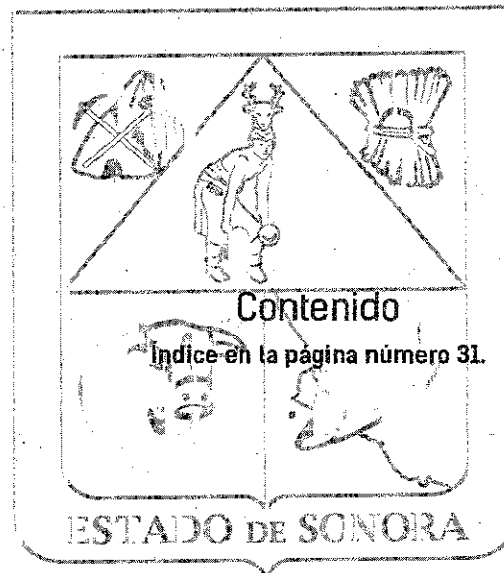 Contenido
Índice en la página número 31.
ESTADO DE SONORA